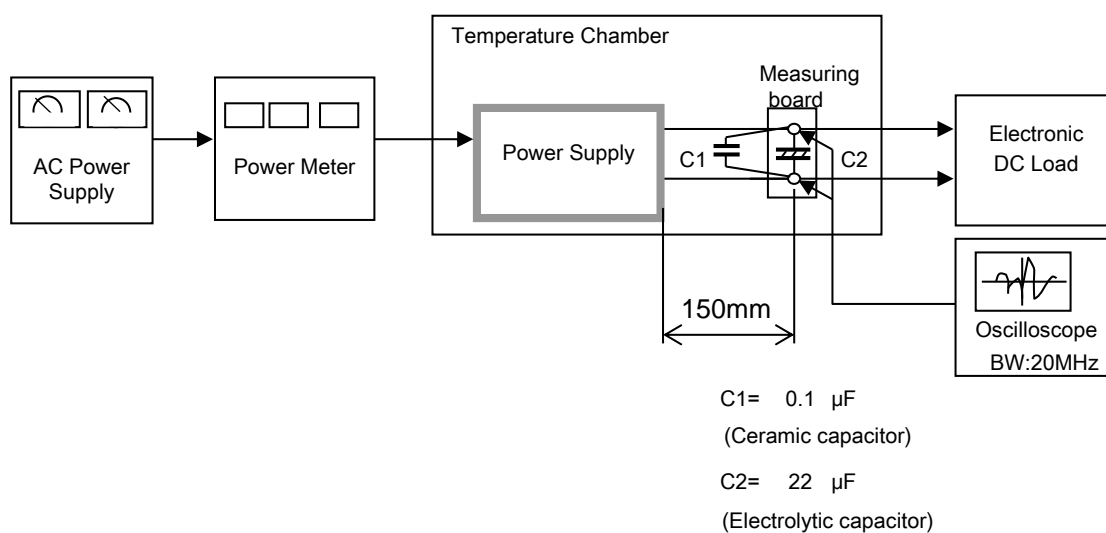 Temperature Chamber
AC Power
Supply
Power Meter
Power Supply
C1
Measuring
board
C2
Electronic
DC Load
150mm
Oscilloscope
BW:20MHz
C1= 0.1 µF
(Ceramic capacitor)
C2= 22 µF
(Electrolytic capacitor)